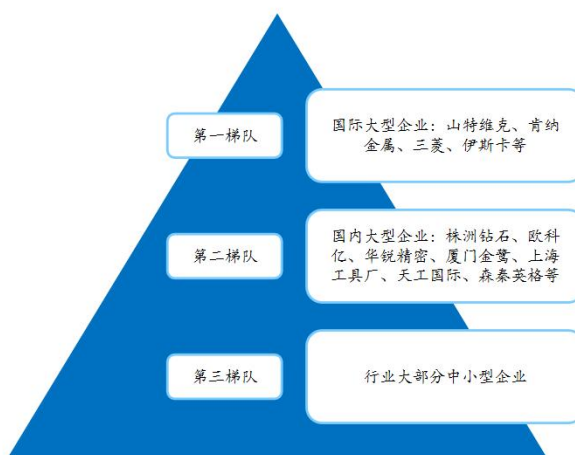 第一梯队
国际大型企业：山特维克、肯纳
金属、三菱、伊斯卡等
第二梯队
国内大型企业：株洲钻石、欧科
亿、华锐精密、厦门金鹭、上海
工具厂、天工国际、森泰英格等
第三梯队
行业大部分中小型企业